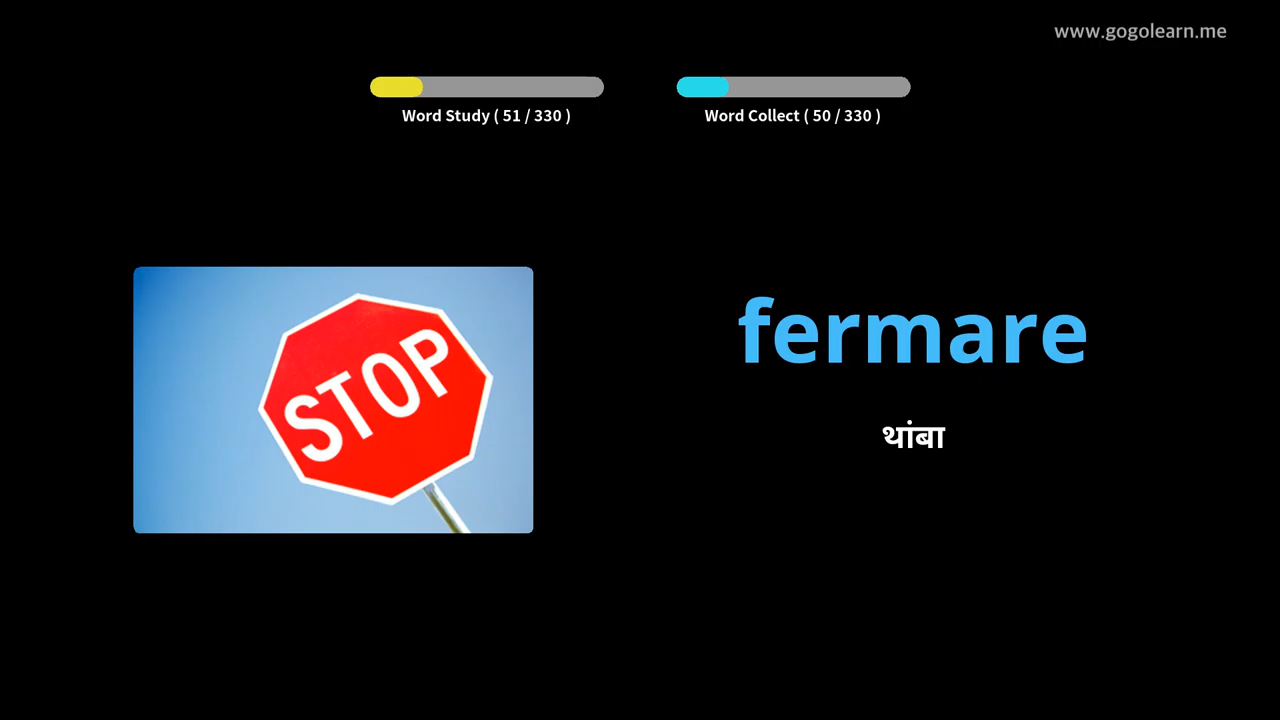 www.gogolearn.me
Word Study ( 51 / 330 )
Word Collect ( 50 / 330 )
STOP
fermare
थांबा